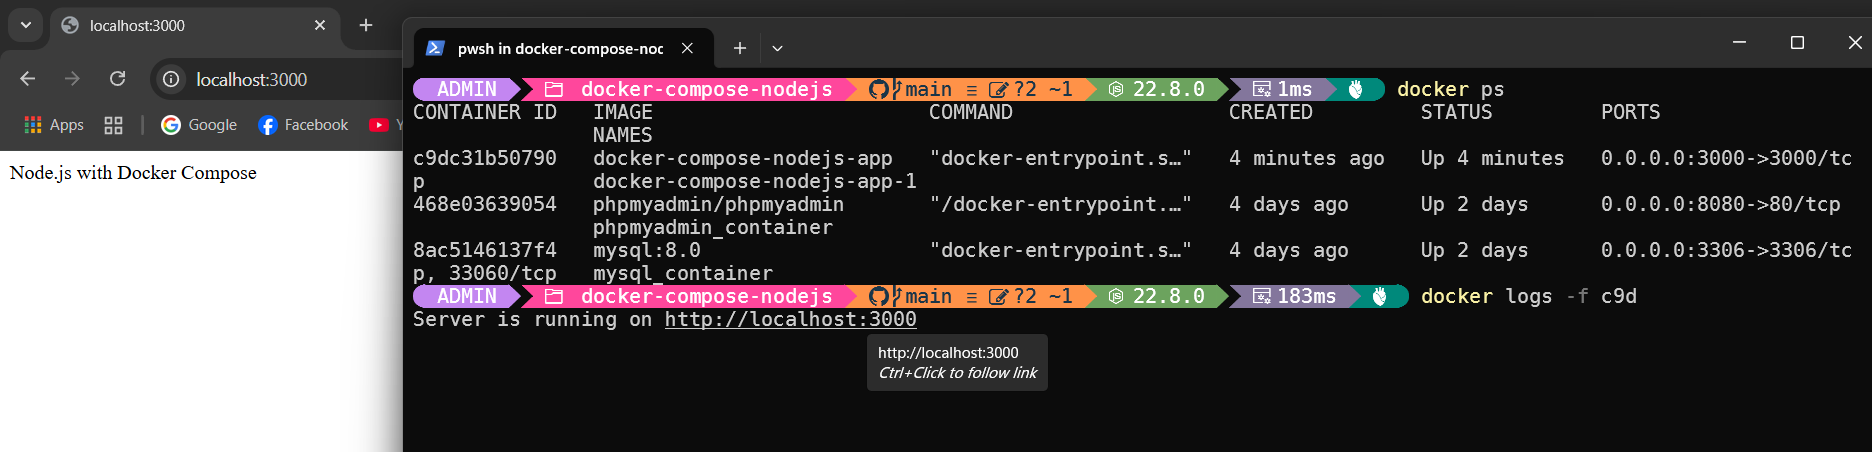 localhost:3000
localhost:3000
Apps Google Facebook Y
Node.js with Docker Compose
pwsh in docker-compose-noc
ADMIN docker-compose-nodejs main ≡ ?2 ~1 22.8.0 1ms docker ps
CONTAINER ID IMAGE COMMAND CREATED STATUS PORTS
NAMES
c9dc31b50790 docker-compose-nodejs-app "docker-entrypoint.s…" 4 minutes ago Up 4 minutes 0.0.0.0:3000->3000/tc
p docker-compose-nodejs-app-1
468e03639054 phpmyadmin/phpmyadmin "/docker-entrypoint.…" 4 days ago Up 2 days 0.0.0.0:8080->80/tcp
phpmyadmin_container
8ac5146137f4 mysql:8.0 "docker-entrypoint.s…" 4 days ago Up 2 days 0.0.0.0:3306->3306/tc
p, 33060/tcp mysql_container
ADMIN docker-compose-nodejs main ≡ ?2 ~1 22.8.0 183ms docker logs -f c9d
Server is running on http://localhost:3000
http://localhost:3000
Ctrl+Click to follow link